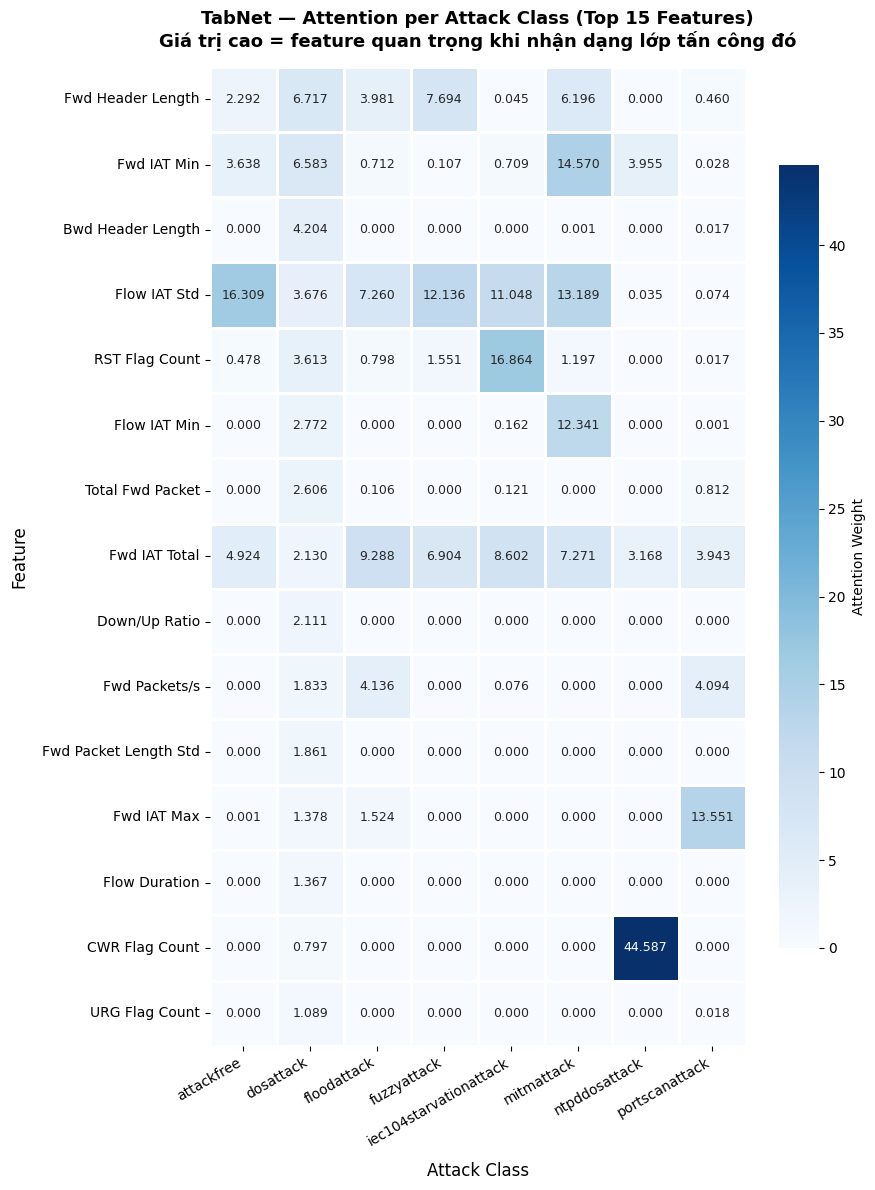 TabNet — Attention per Attack Class (Top 15 Features)
Giá trị cao = feature quan trọng khi nhận dạng lớp tấn công đó
Fwd Header Length 2.292 6.717 3.981 7.694 0.045 6.196 0.000 0.460
Fwd IAT Min 3.638 6.583 0.712 0.107 0.709 14.570 3.955 0.028
Bwd Header Length 0.000 4.204 0.000 0.000 0.000 0.001 0.000 0.017
Flow IAT Std 16.309 3.676 7.260 12.136 11.048 13.189 0.035 0.074
RST Flag Count 0.478 3.613 0.798 1.551 16.864 1.197 0.000 0.017
Flow IAT Min 0.000 2.772 0.000 0.000 0.162 12.341 0.000 0.001
Total Fwd Packet 0.000 2.606 0.106 0.000 0.121 0.000 0.000 0.812
Fwd IAT Total 4.924 2.130 9.288 6.904 8.602 7.271 3.168 3.943
Down/Up Ratio 0.000 2.111 0.000 0.000 0.000 0.000 0.000 0.000
Fwd Packets/s 0.000 1.833 4.136 0.000 0.076 0.000 0.000 4.094
Fwd Packet Length Std 0.000 1.861 0.000 0.000 0.000 0.000 0.000 0.000
Fwd IAT Max 0.001 1.378 1.524 0.000 0.000 0.000 0.000 13.551
Flow Duration 0.000 1.367 0.000 0.000 0.000 0.000 0.000 0.000
CWR Flag Count 0.000 0.797 0.000 0.000 0.000 0.000 44.587 0.000
URG Flag Count 0.000 1.089 0.000 0.000 0.000 0.000 0.000 0.018
attackfree dosattack floodattack fuzzyattack iec104starvationattack mitmattack ntpddosattack portscanattack
Attack Class
Feature
40
35
30
25
20
15
10
5
0
Attention Weight